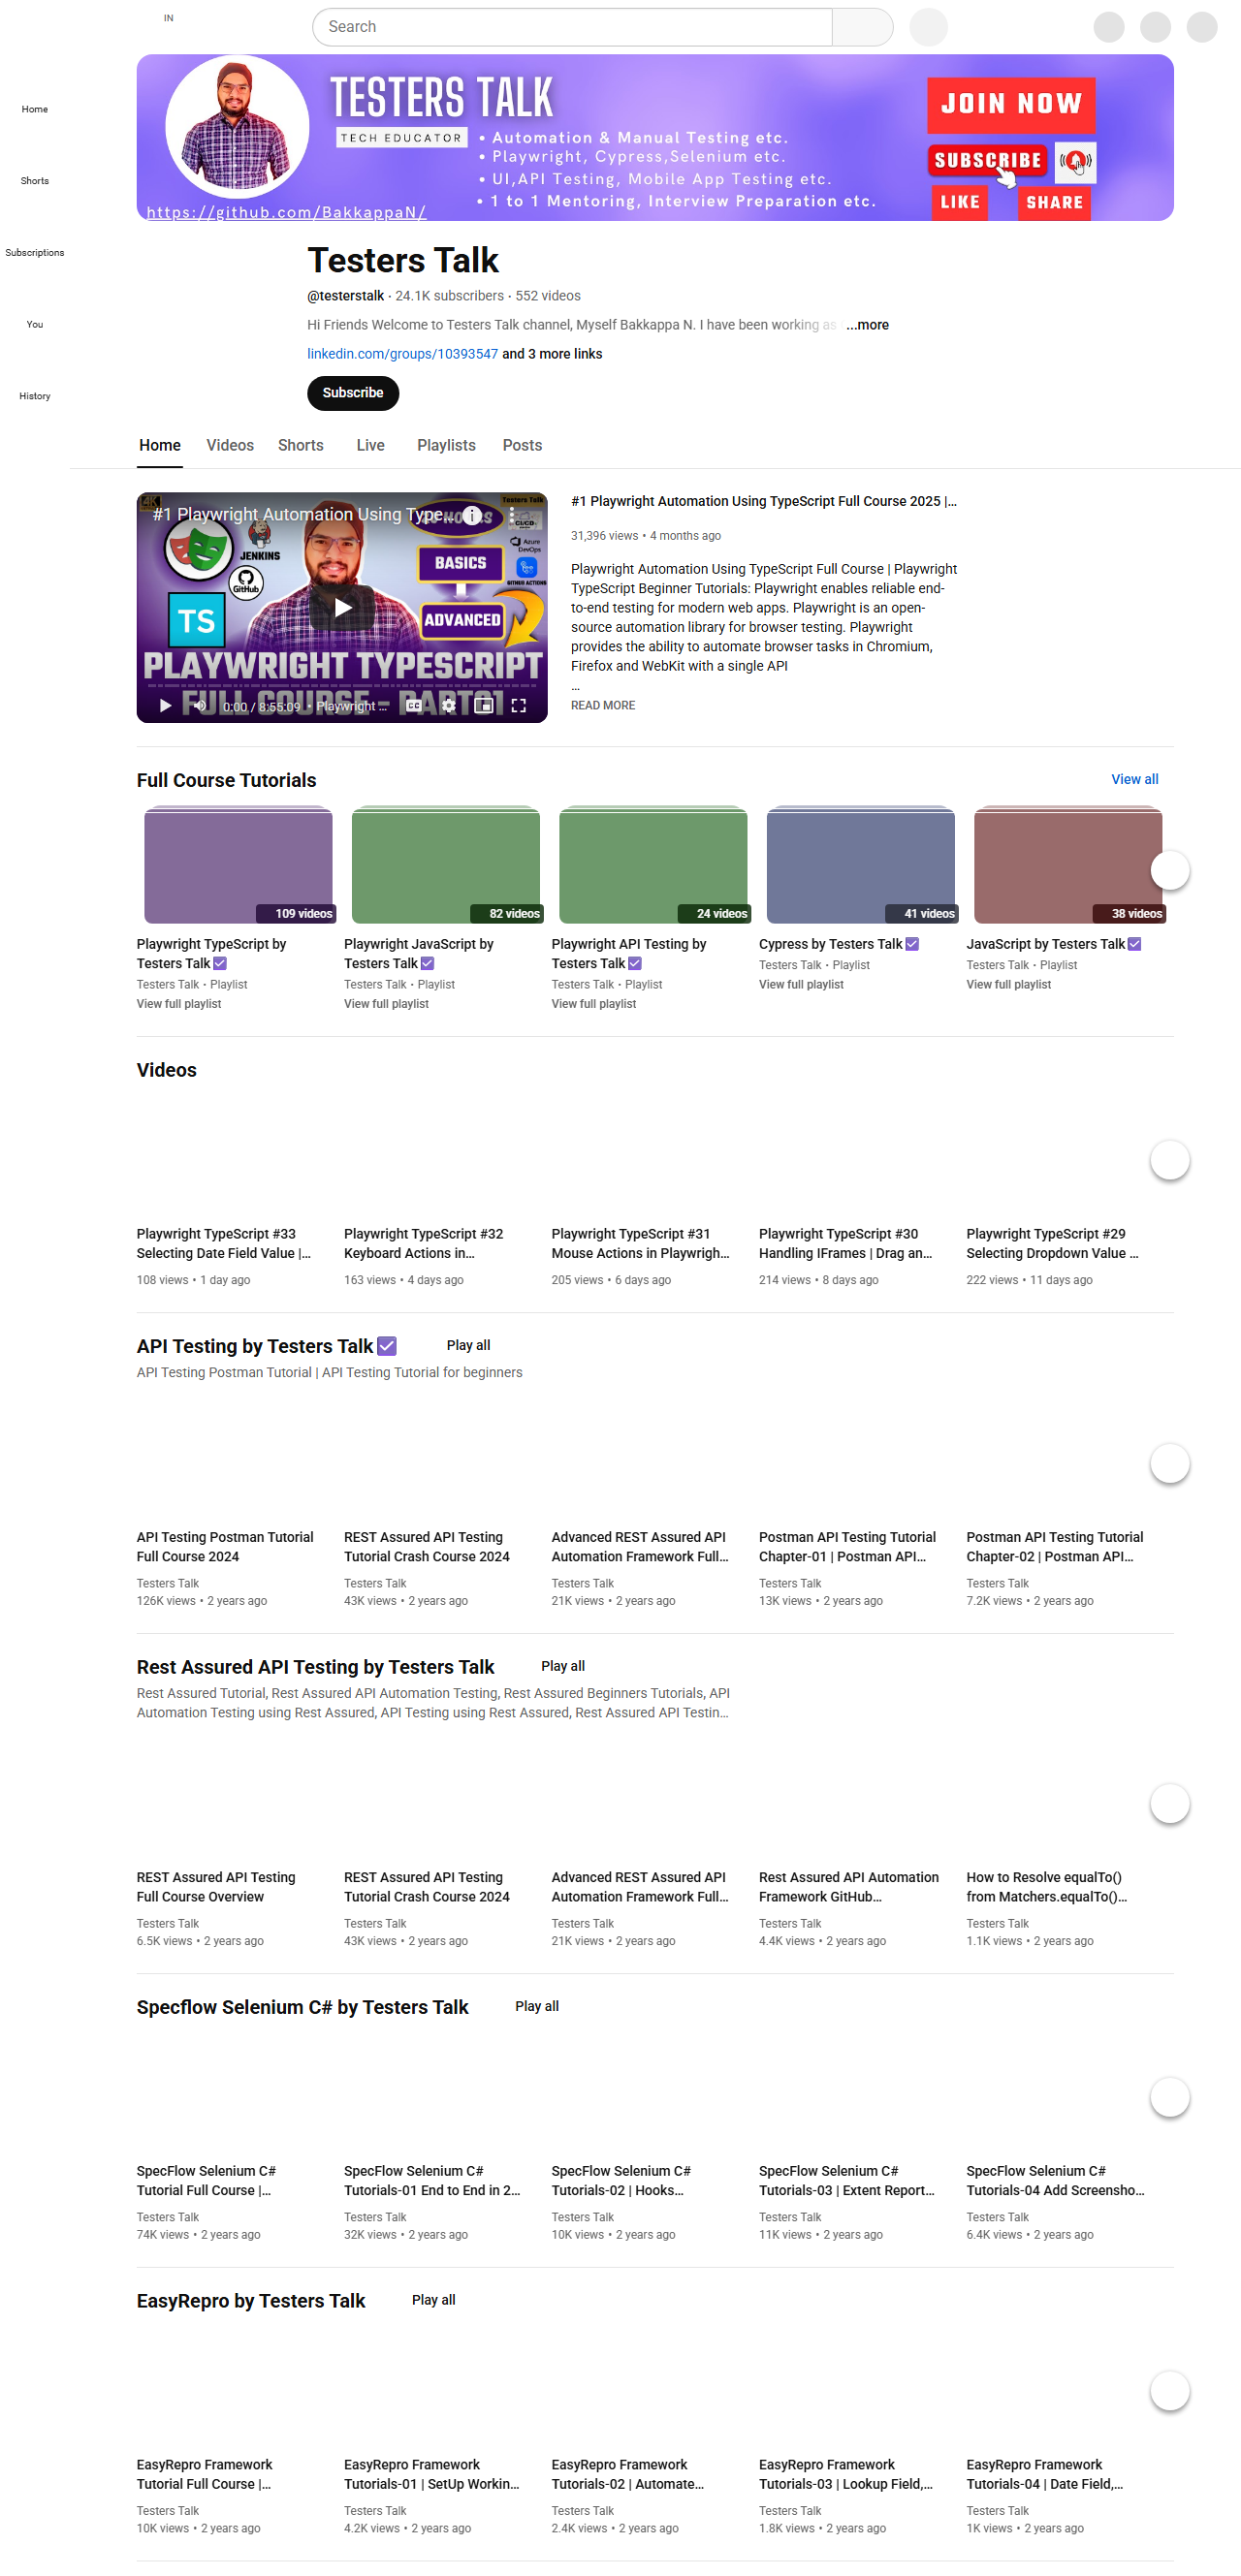 IN
Search
Home
Shorts
Subscriptions
You
History
TESTERS TALK
TECH EDUCATOR
• Automation & Manual Testing etc.
• Playwright, Cypress,Selenium etc.
• UI,API Testing, Mobile App Testing etc.
• 1 to 1 Mentoring, Interview Preparation etc.
https://github.com/BakkappaN/
JOIN NOW
SUBSCRIBE
LIKE
SHARE
Testers Talk
@testerstalk • 24.1K subscribers • 552 videos
Hi Friends Welcome to Testers Talk channel, Myself Bakkappa N. I have been working as ...more
linkedin.com/groups/10393547 and 3 more links
Subscribe
Home Videos Shorts Live Playlists Posts
4K
Testers Talk
#1 Playwright Automation Using Type...
JENKINS
GitHub
TS
BASICS
ADVANCED
CI/CD
Azure DevOps
GITHUB ACTIONS
PLAYWRIGHT TYPESCRIPT
FULL COURSE - PART01
0:00 / 8:55:09 • Playwright ...
#1 Playwright Automation Using TypeScript Full Course 2025 |...
31,396 views • 4 months ago
Playwright Automation Using TypeScript Full Course | Playwright
TypeScript Beginner Tutorials: Playwright enables reliable end-
to-end testing for modern web apps. Playwright is an open-
source automation library for browser testing. Playwright
provides the ability to automate browser tasks in Chromium,
Firefox and WebKit with a single API
...
READ MORE
Full Course Tutorials
View all
109 videos
82 videos
24 videos
41 videos
38 videos
Playwright TypeScript by
Testers Talk☑
Testers Talk • Playlist
View full playlist
Playwright JavaScript by
Testers Talk☑
Testers Talk • Playlist
View full playlist
Playwright API Testing by
Testers Talk☑
Testers Talk • Playlist
View full playlist
Cypress by Testers Talk☑
Testers Talk • Playlist
View full playlist
JavaScript by Testers Talk☑
Testers Talk • Playlist
View full playlist
Videos
Playwright TypeScript #33
Selecting Date Field Value |...
108 views • 1 day ago
Playwright TypeScript #32
Keyboard Actions in...
163 views • 4 days ago
Playwright TypeScript #31
Mouse Actions in Playwrigh...
205 views • 6 days ago
Playwright TypeScript #30
Handling IFrames | Drag an...
214 views • 8 days ago
Playwright TypeScript #29
Selecting Dropdown Value ...
222 views • 11 days ago
API Testing by Testers Talk☑
Play all
API Testing Postman Tutorial | API Testing Tutorial for beginners
API Testing Postman Tutorial
Full Course 2024
Testers Talk
126K views • 2 years ago
REST Assured API Testing
Tutorial Crash Course 2024
Testers Talk
43K views • 2 years ago
Advanced REST Assured API
Automation Framework Full...
Testers Talk
21K views • 2 years ago
Postman API Testing Tutorial
Chapter-01 | Postman API...
Testers Talk
13K views • 2 years ago
Postman API Testing Tutorial
Chapter-02 | Postman API...
Testers Talk
7.2K views • 2 years ago
Rest Assured API Testing by Testers Talk
Play all
Rest Assured Tutorial, Rest Assured API Automation Testing, Rest Assured Beginners Tutorials, API
Automation Testing using Rest Assured, API Testing using Rest Assured, Rest Assured API Testin...
REST Assured API Testing
Full Course Overview
Testers Talk
6.5K views • 2 years ago
REST Assured API Testing
Tutorial Crash Course 2024
Testers Talk
43K views • 2 years ago
Advanced REST Assured API
Automation Framework Full...
Testers Talk
21K views • 2 years ago
Rest Assured API Automation
Framework GitHub...
Testers Talk
4.4K views • 2 years ago
How to Resolve equalTo()
from Matchers.equalTo()...
Testers Talk
1.1K views • 2 years ago
Specflow Selenium C# by Testers Talk
Play all
SpecFlow Selenium C#
Tutorial Full Course |...
Testers Talk
74K views • 2 years ago
SpecFlow Selenium C#
Tutorials-01 End to End in 2...
Testers Talk
32K views • 2 years ago
SpecFlow Selenium C#
Tutorials-02 | Hooks...
Testers Talk
10K views • 2 years ago
SpecFlow Selenium C#
Tutorials-03 | Extent Report...
Testers Talk
11K views • 2 years ago
SpecFlow Selenium C#
Tutorials-04 Add Screensho...
Testers Talk
6.4K views • 2 years ago
EasyRepro by Testers Talk
Play all
EasyRepro Framework
Tutorial Full Course |...
Testers Talk
10K views • 2 years ago
EasyRepro Framework
Tutorials-01 | SetUp Workin...
Testers Talk
4.2K views • 2 years ago
EasyRepro Framework
Tutorials-02 | Automate...
Testers Talk
2.4K views • 2 years ago
EasyRepro Framework
Tutorials-03 | Lookup Field,...
Testers Talk
1.8K views • 2 years ago
EasyRepro Framework
Tutorials-04 | Date Field,...
Testers Talk
1K views • 2 years ago